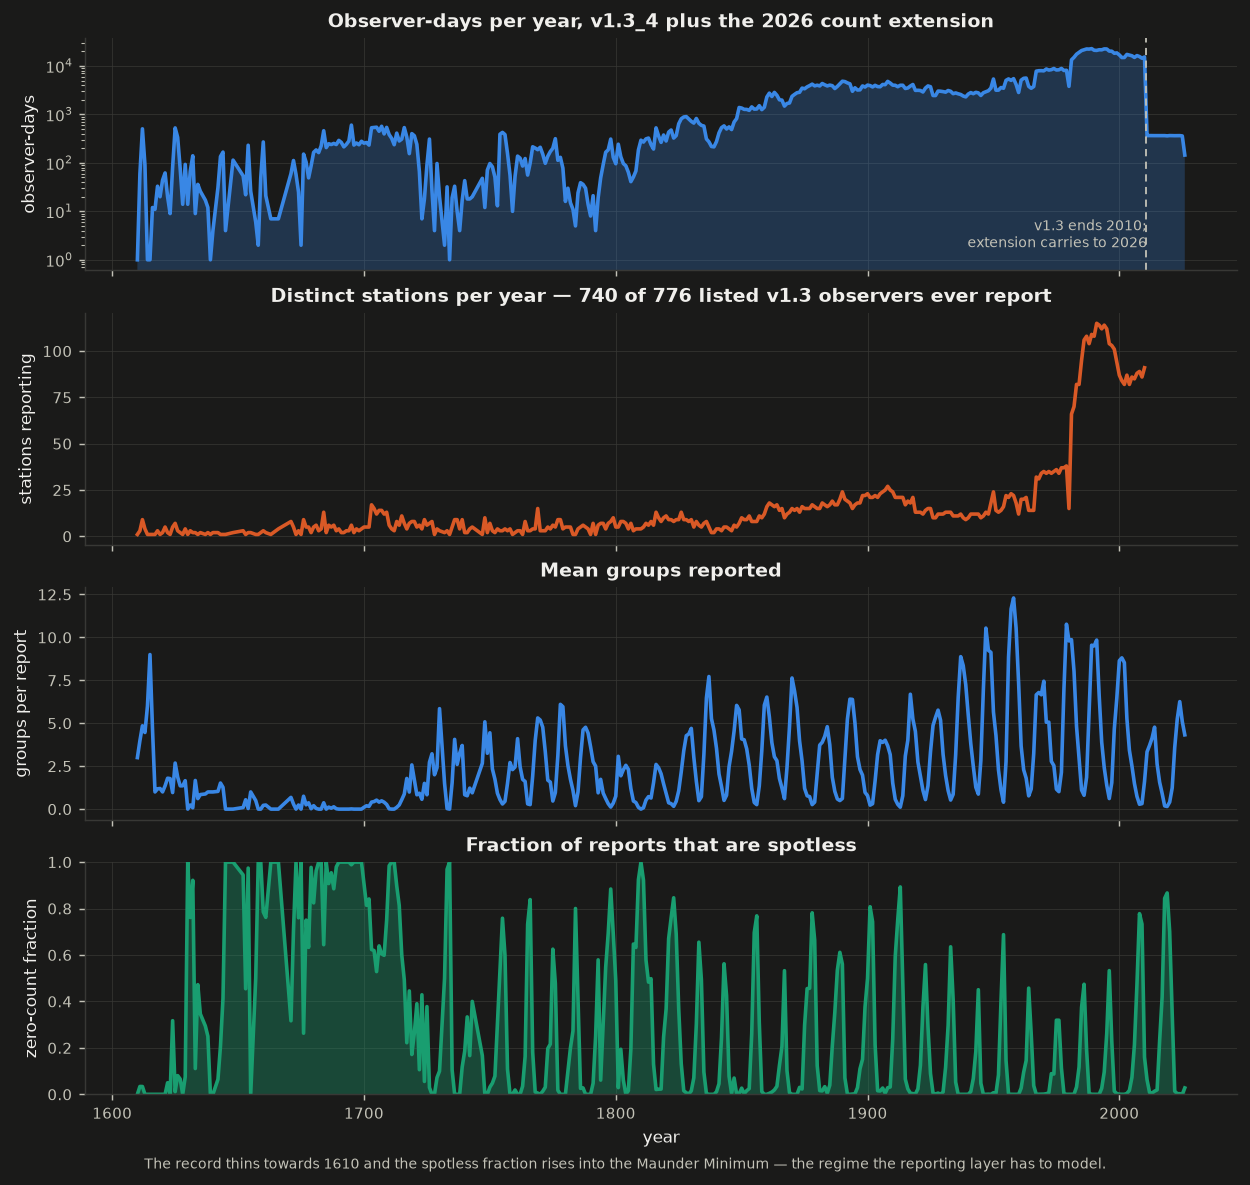 Observer-days per year, v1.3_4 plus the 2026 count extension
observer-days
10⁴
10³
10²
10¹
10⁰
v1.3 ends 2010;
extension carries to 2026
Distinct stations per year — 740 of 776 listed v1.3 observers ever report
stations reporting
100
75
50
25
0
Mean groups reported
groups per report
12.5
10.0
7.5
5.0
2.5
0.0
Fraction of reports that are spotless
zero-count fraction
1.0
0.8
0.6
0.4
0.2
0.0
1600 1700 1800 1900 2000
year
The record thins towards 1610 and the spotless fraction rises into the Maunder Minimum — the regime the reporting layer has to model.